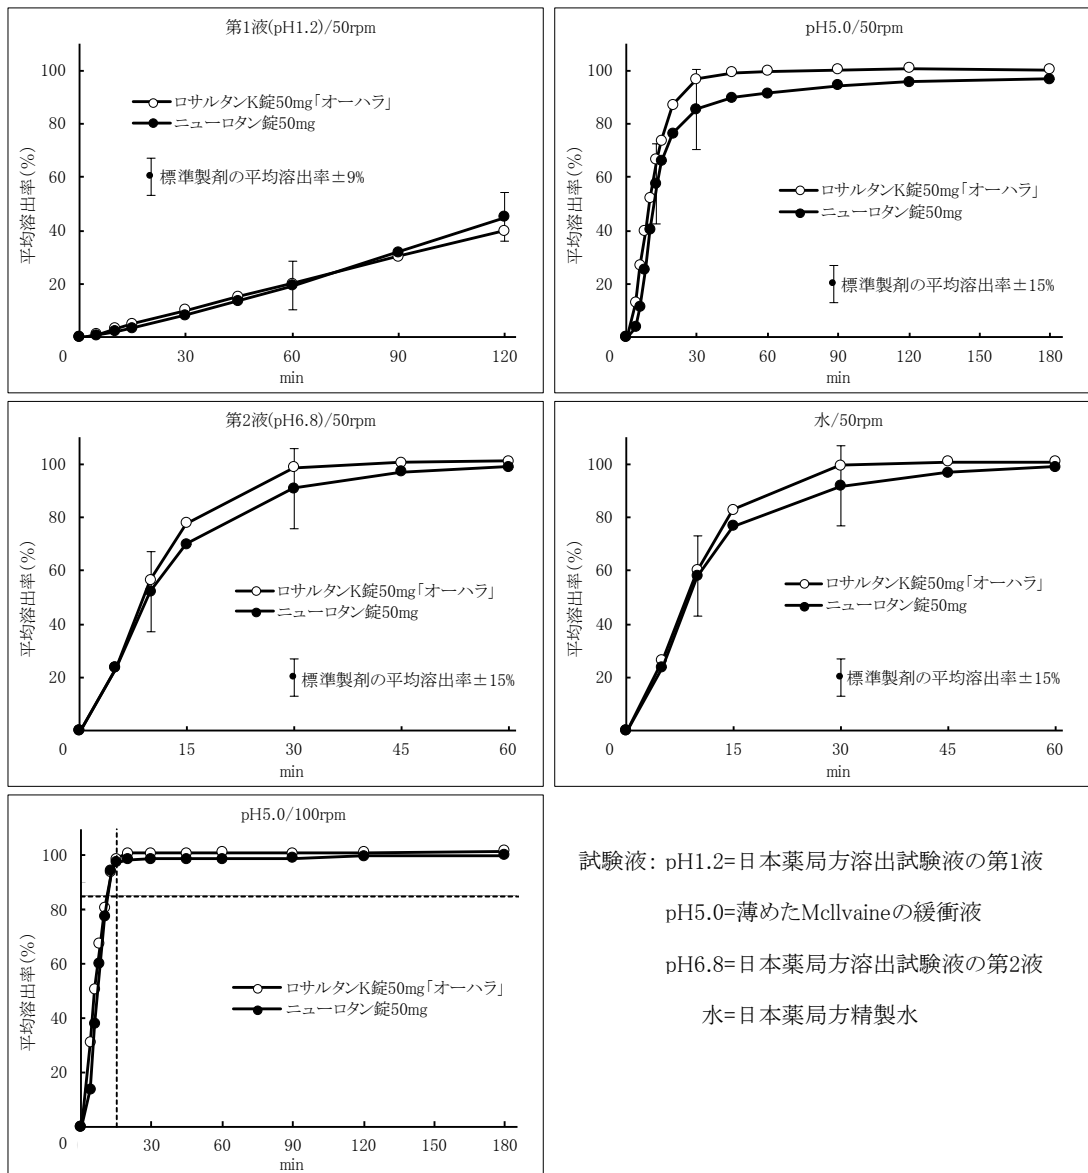 第1液(pH1.2)/50rpm
平均溶出率(%)
100
80
60
40
20
0
30
60
90
120
min
ロサルタンK錠50mg「オーハラ」
ニューロタン錠50mg
標準製剤の平均溶出率±9%
pH5.0/50rpm
平均溶出率(%)
100
80
60
40
20
0
30
60
90
120
180
min
ロサルタンK錠50mg「オーハラ」
ニューロタン錠50mg
標準製剤の平均溶出率±15%
第2液(pH6.8)/50rpm
平均溶出率(%)
100
80
60
40
20
0
15
30
45
60
min
ロサルタンK錠50mg「オーハラ」
ニューロタン錠50mg
標準製剤の平均溶出率±15%
水/50rpm
平均溶出率(%)
100
80
60
40
20
0
15
30
45
60
min
ロサルタンK錠50mg「オーハラ」
ニューロタン錠50mg
標準製剤の平均溶出率±15%
pH5.0/100rpm
平均溶出率(%)
100
80
60
40
20
0
30
60
90
120
180
min
ロサルタンK錠50mg「オーハラ」
ニューロタン錠50mg
試験液: pH1.2=日本薬局方溶出試験液の第1液
pH5.0=薄めたMcllvaineの緩衝液
pH6.8=日本薬局方溶出試験液の第2液
水=日本薬局方精製水